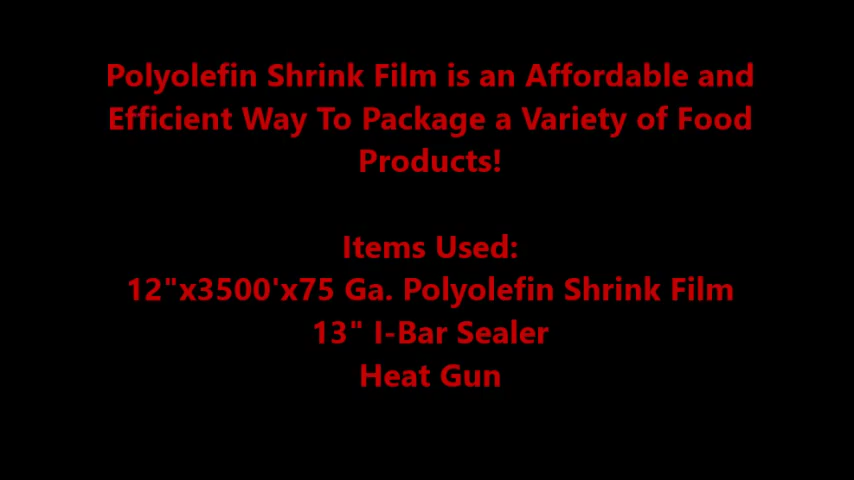 Polyolefin Shrink Film is an Affordable and
Efficient Way To Package a Variety of Food
Products!
Items Used:
12"x3500'x75 Ga. Polyolefin Shrink Film
13" I-Bar Sealer
Heat Gun